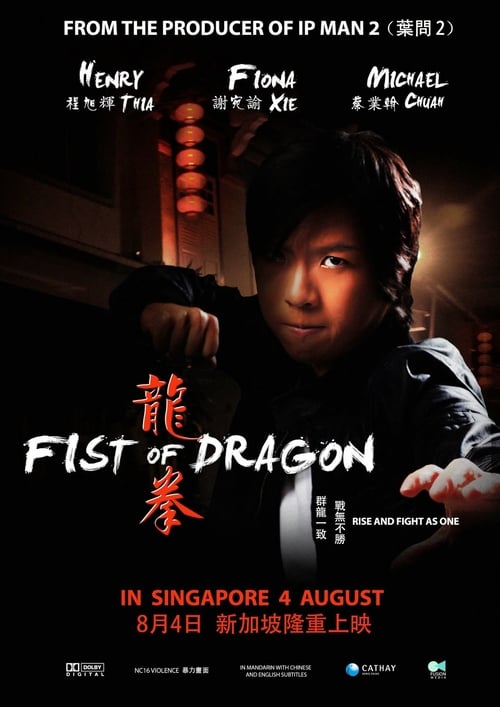 FROM THE PRODUCER OF IP MAN 2 (葉問 2)
HENRY
程旭輝 THIA
FIONA
謝宛諭 XIE
MICHAEL
蔡業翰 CHUAH
龍
FIST OF DRAGON
拳
群龍一致
戰無不勝
RISE AND FIGHT AS ONE
IN SINGAPORE 4 AUGUST
8月4日 新加坡隆重上映
DOLBY
DIGITAL
NC16 VIOLENCE 暴力畫面
IN MANDARIN WITH CHINESE
AND ENGLISH SUBTITLES
CATHAY
FUSION
MEDIA